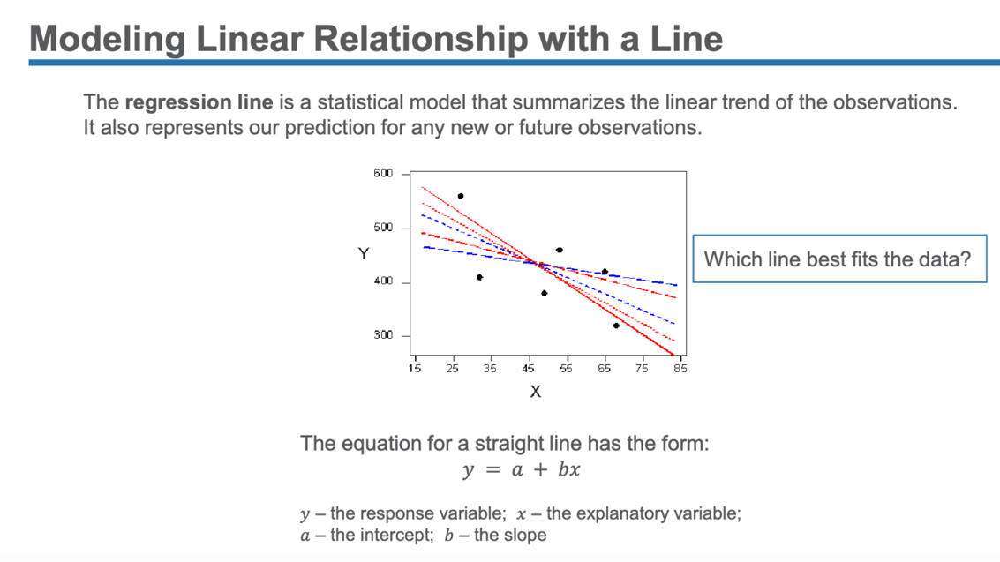 Modeling Linear Relationship with a Line
The regression line is a statistical model that summarizes the linear trend of the observations.
It also represents our prediction for any new or future observations.
600
500
Y
400
300
15 25 35 45 55 65 75 85
X
Which line best fits the data?
The equation for a straight line has the form:
y = a + bx
y – the response variable; x – the explanatory variable;
a – the intercept; b – the slope